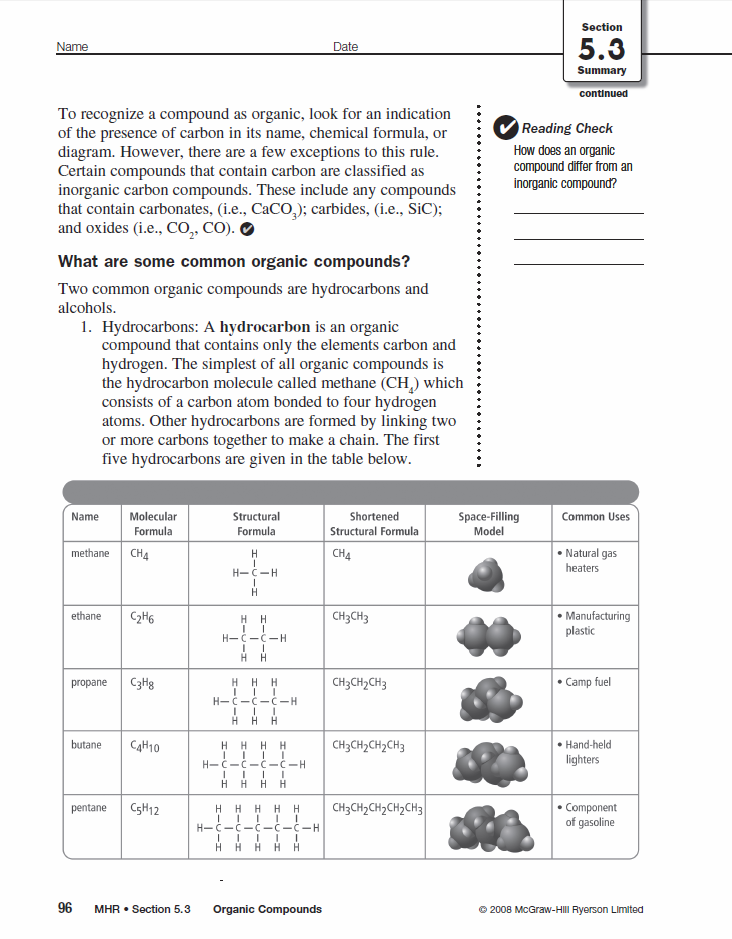 Section
5.3
Summary
continued
Name Date
To recognize a compound as organic, look for an indication
of the presence of carbon in its name, chemical formula, or
diagram. However, there are a few exceptions to this rule.
Certain compounds that contain carbon are classified as
inorganic carbon compounds. These include any compounds
that contain carbonates, (i.e., CaCO₃); carbides, (i.e., SiC);
and oxides (i.e., CO₂, CO).
Reading Check
How does an organic
compound differ from an
inorganic compound?
What are some common organic compounds?
Two common organic compounds are hydrocarbons and
alcohols.
1. Hydrocarbons: A hydrocarbon is an organic
compound that contains only the elements carbon and
hydrogen. The simplest of all organic compounds is
the hydrocarbon molecule called methane (CH₄) which
consists of a carbon atom bonded to four hydrogen
atoms. Other hydrocarbons are formed by linking two
or more carbons together to make a chain. The first
five hydrocarbons are given in the table below.
Name Molecular Structural Shortened Space-Filling Common Uses
Formula Formula Structural Formula Model
methane CH4 H CH4 • Natural gas
H–C–H heaters
H
ethane C2H6 H H CH3CH3 • Manufacturing
H–C–C–H plastic
H H
propane C3H8 H H H CH3CH2CH3 • Camp fuel
H–C–C–C–H
H H H
butane C4H10 H H H H CH3CH2CH2CH3 • Hand-held
H–C–C–C–C–H lighters
H H H H
pentane C5H12 H H H H H CH3CH2CH2CH2CH3 • Component
H–C–C–C–C–C–H of gasoline
H H H H H
96 MHR • Section 5.3 Organic Compounds © 2008 McGraw-Hill Ryerson Limited